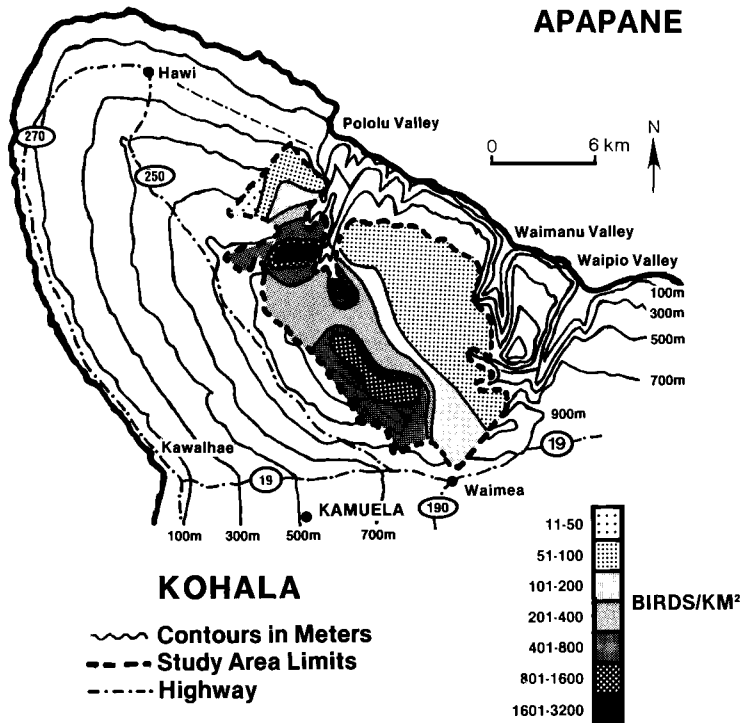 APAPANE
Hawi
Pololu Valley
0 6 km
N
270
250
Waimanu Valley
Waipio Valley
100m
300m
500m
700m
900m
Kawaihae
19
19
Waimea
190
KAMUELA
100m 300m 500m 700m
KOHALA
Contours in Meters
Study Area Limits
Highway
11-50
51-100
101-200
201-400
401-800
801-1600
1601-3200
BIRDS/KM²